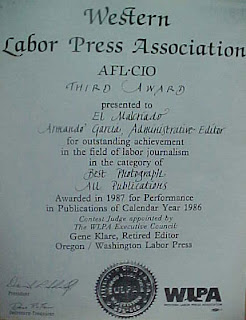 Western
Labor Press Association
AFL·CIO
THIRD AWARD
presented to
El Malcriado
Armando Garcia, Administrative-Editor
for outstanding achievement
in the field of labor journalism
in the category of
Best Photograph
All Publications
Awarded in 1987 for Performance
in Publications of Calendar Year 1986
Contest Judge appointed by
The WLPA Executive Council:
Gene Klare, Retired Editor
Oregon / Washington Labor Press
President
Secretary-Treasurer
WLPA
WLPA